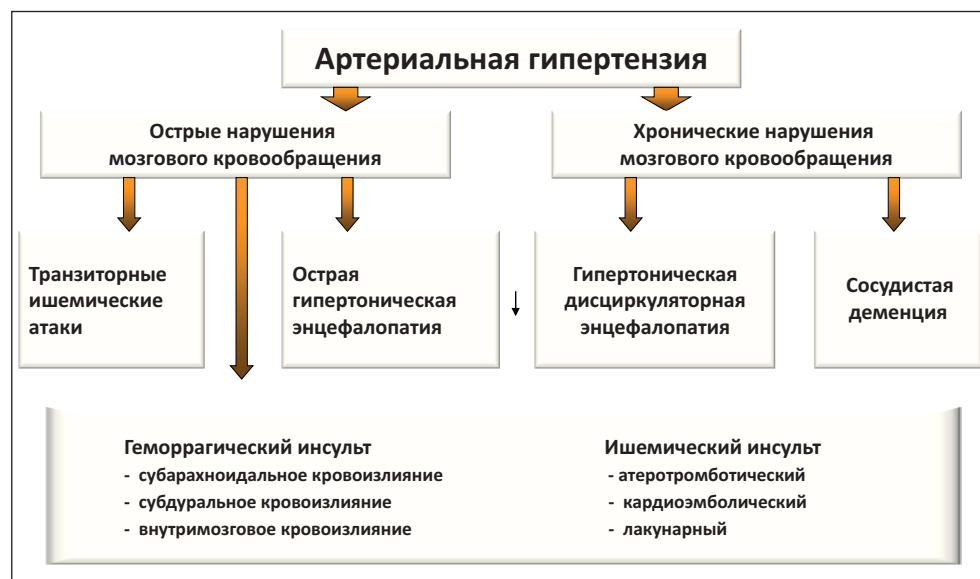 Артериальная гипертензия
Острые нарушения
мозгового кровообращения
Хронические нарушения
мозгового кровообращения
Транзиторные
ишемические
атаки
Острая
гипертоническая
энцефалопатия
Гипертоническая
дисциркуляторная
энцефалопатия
Сосудистая
деменция
Геморрагический инсульт
- субарахноидальное кровоизлияние
- субдуральное кровоизлияние
- внутримозговое кровоизлияние
Ишемический инсульт
- атеротромботический
- кардиоэмболический
- лакунарный